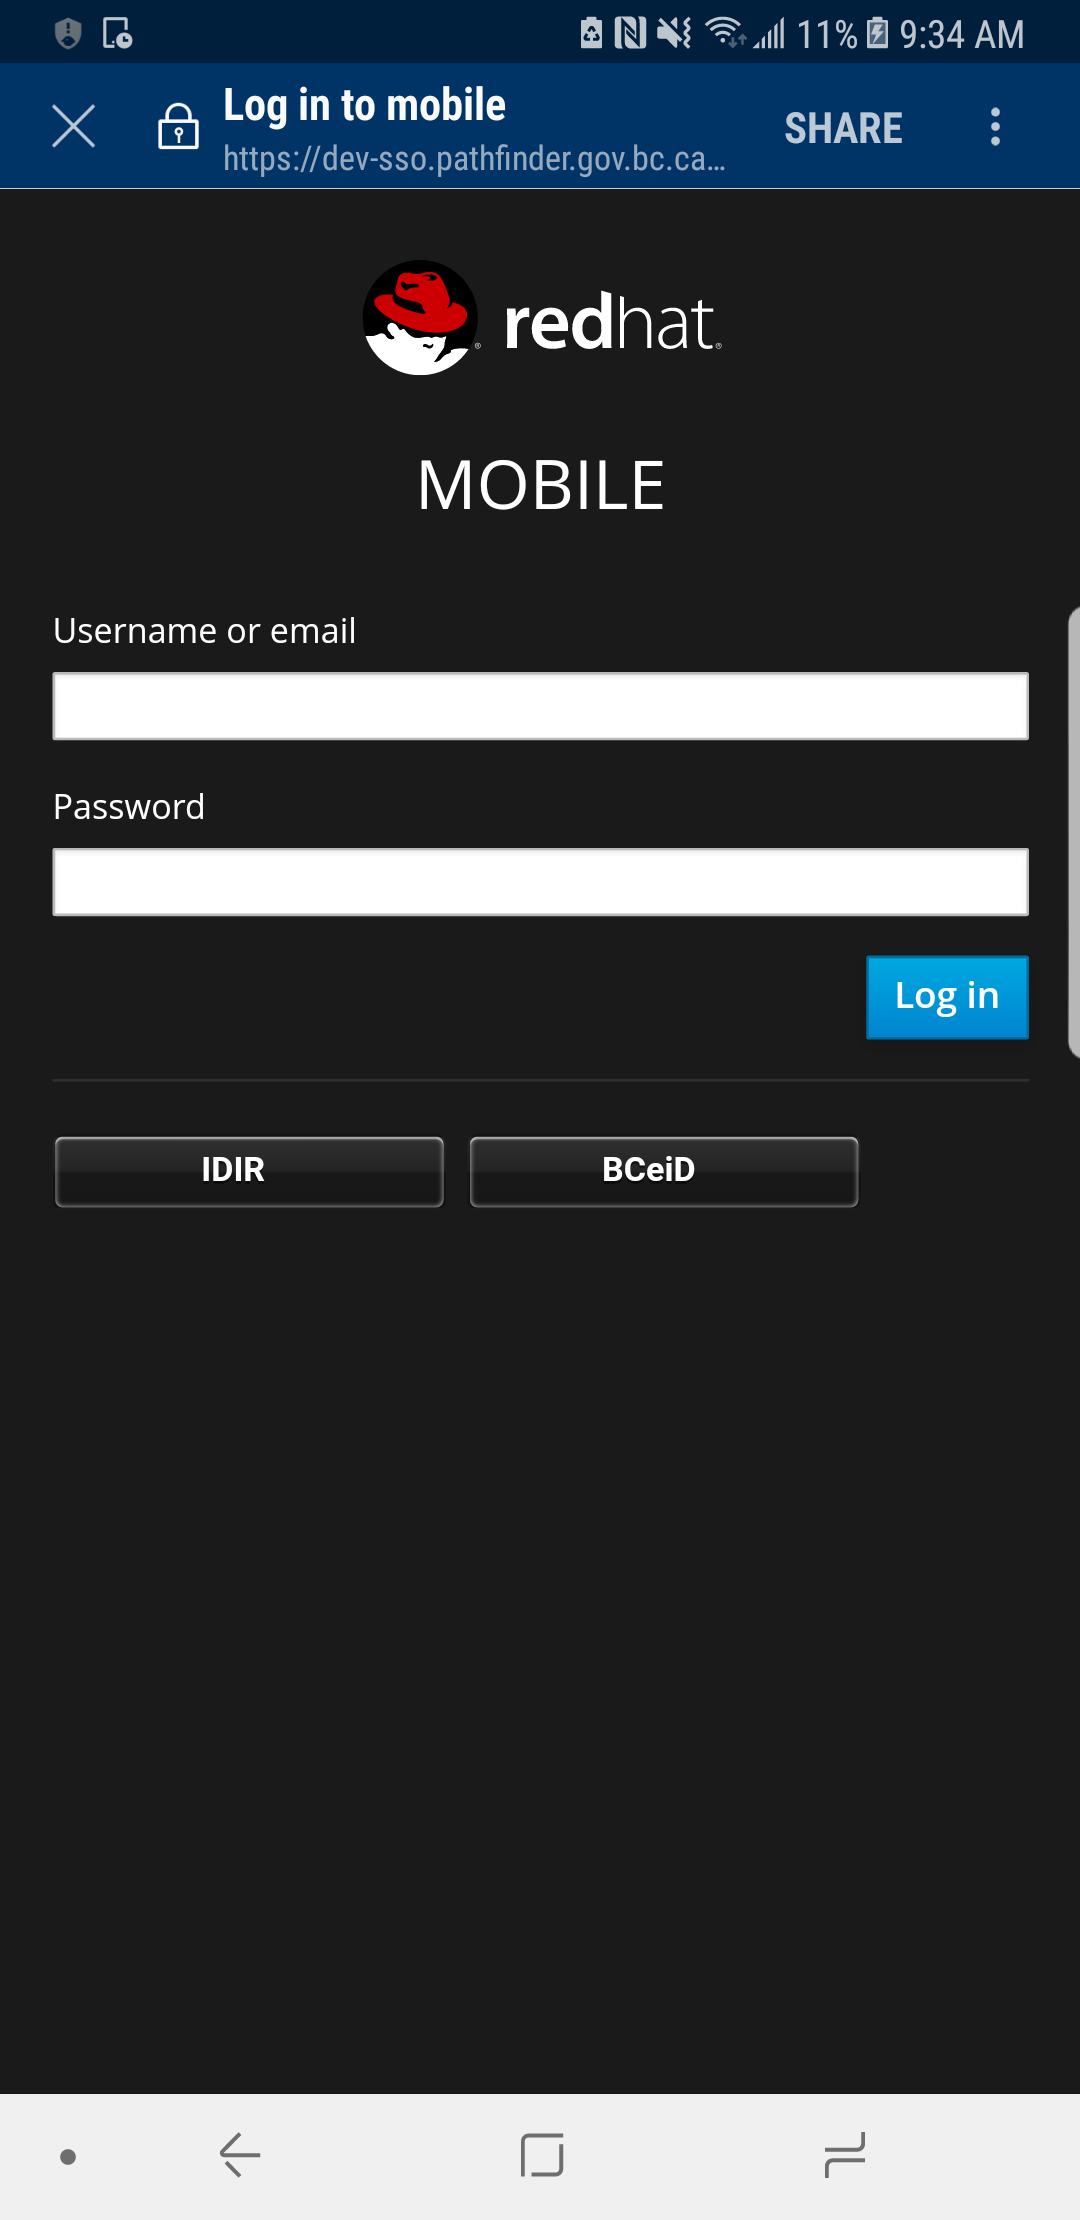 11% 9:34 AM
Log in to mobile
SHARE
https://dev-sso.pathfinder.gov.bc.ca...
redhat®
MOBILE
Username or email
Password
Log in
IDIR
BCeiD